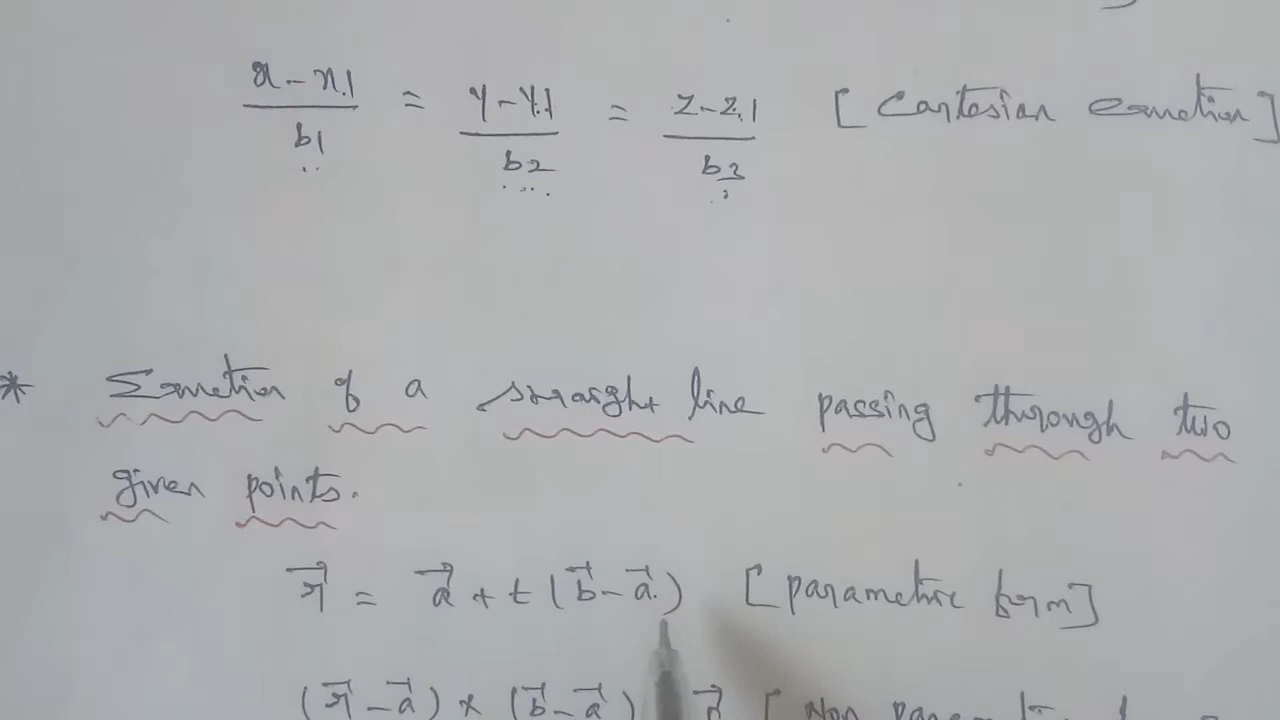 x - x1 / b1 = y - y1 / b2 = z - z1 / b3 [Cartesian equation]
* Equation of a straight line passing through two
given points.
r⃗ = a⃗ + t(b⃗ - a⃗) [parametric form]
(r⃗ - a⃗) × (b⃗ - a⃗) [Non